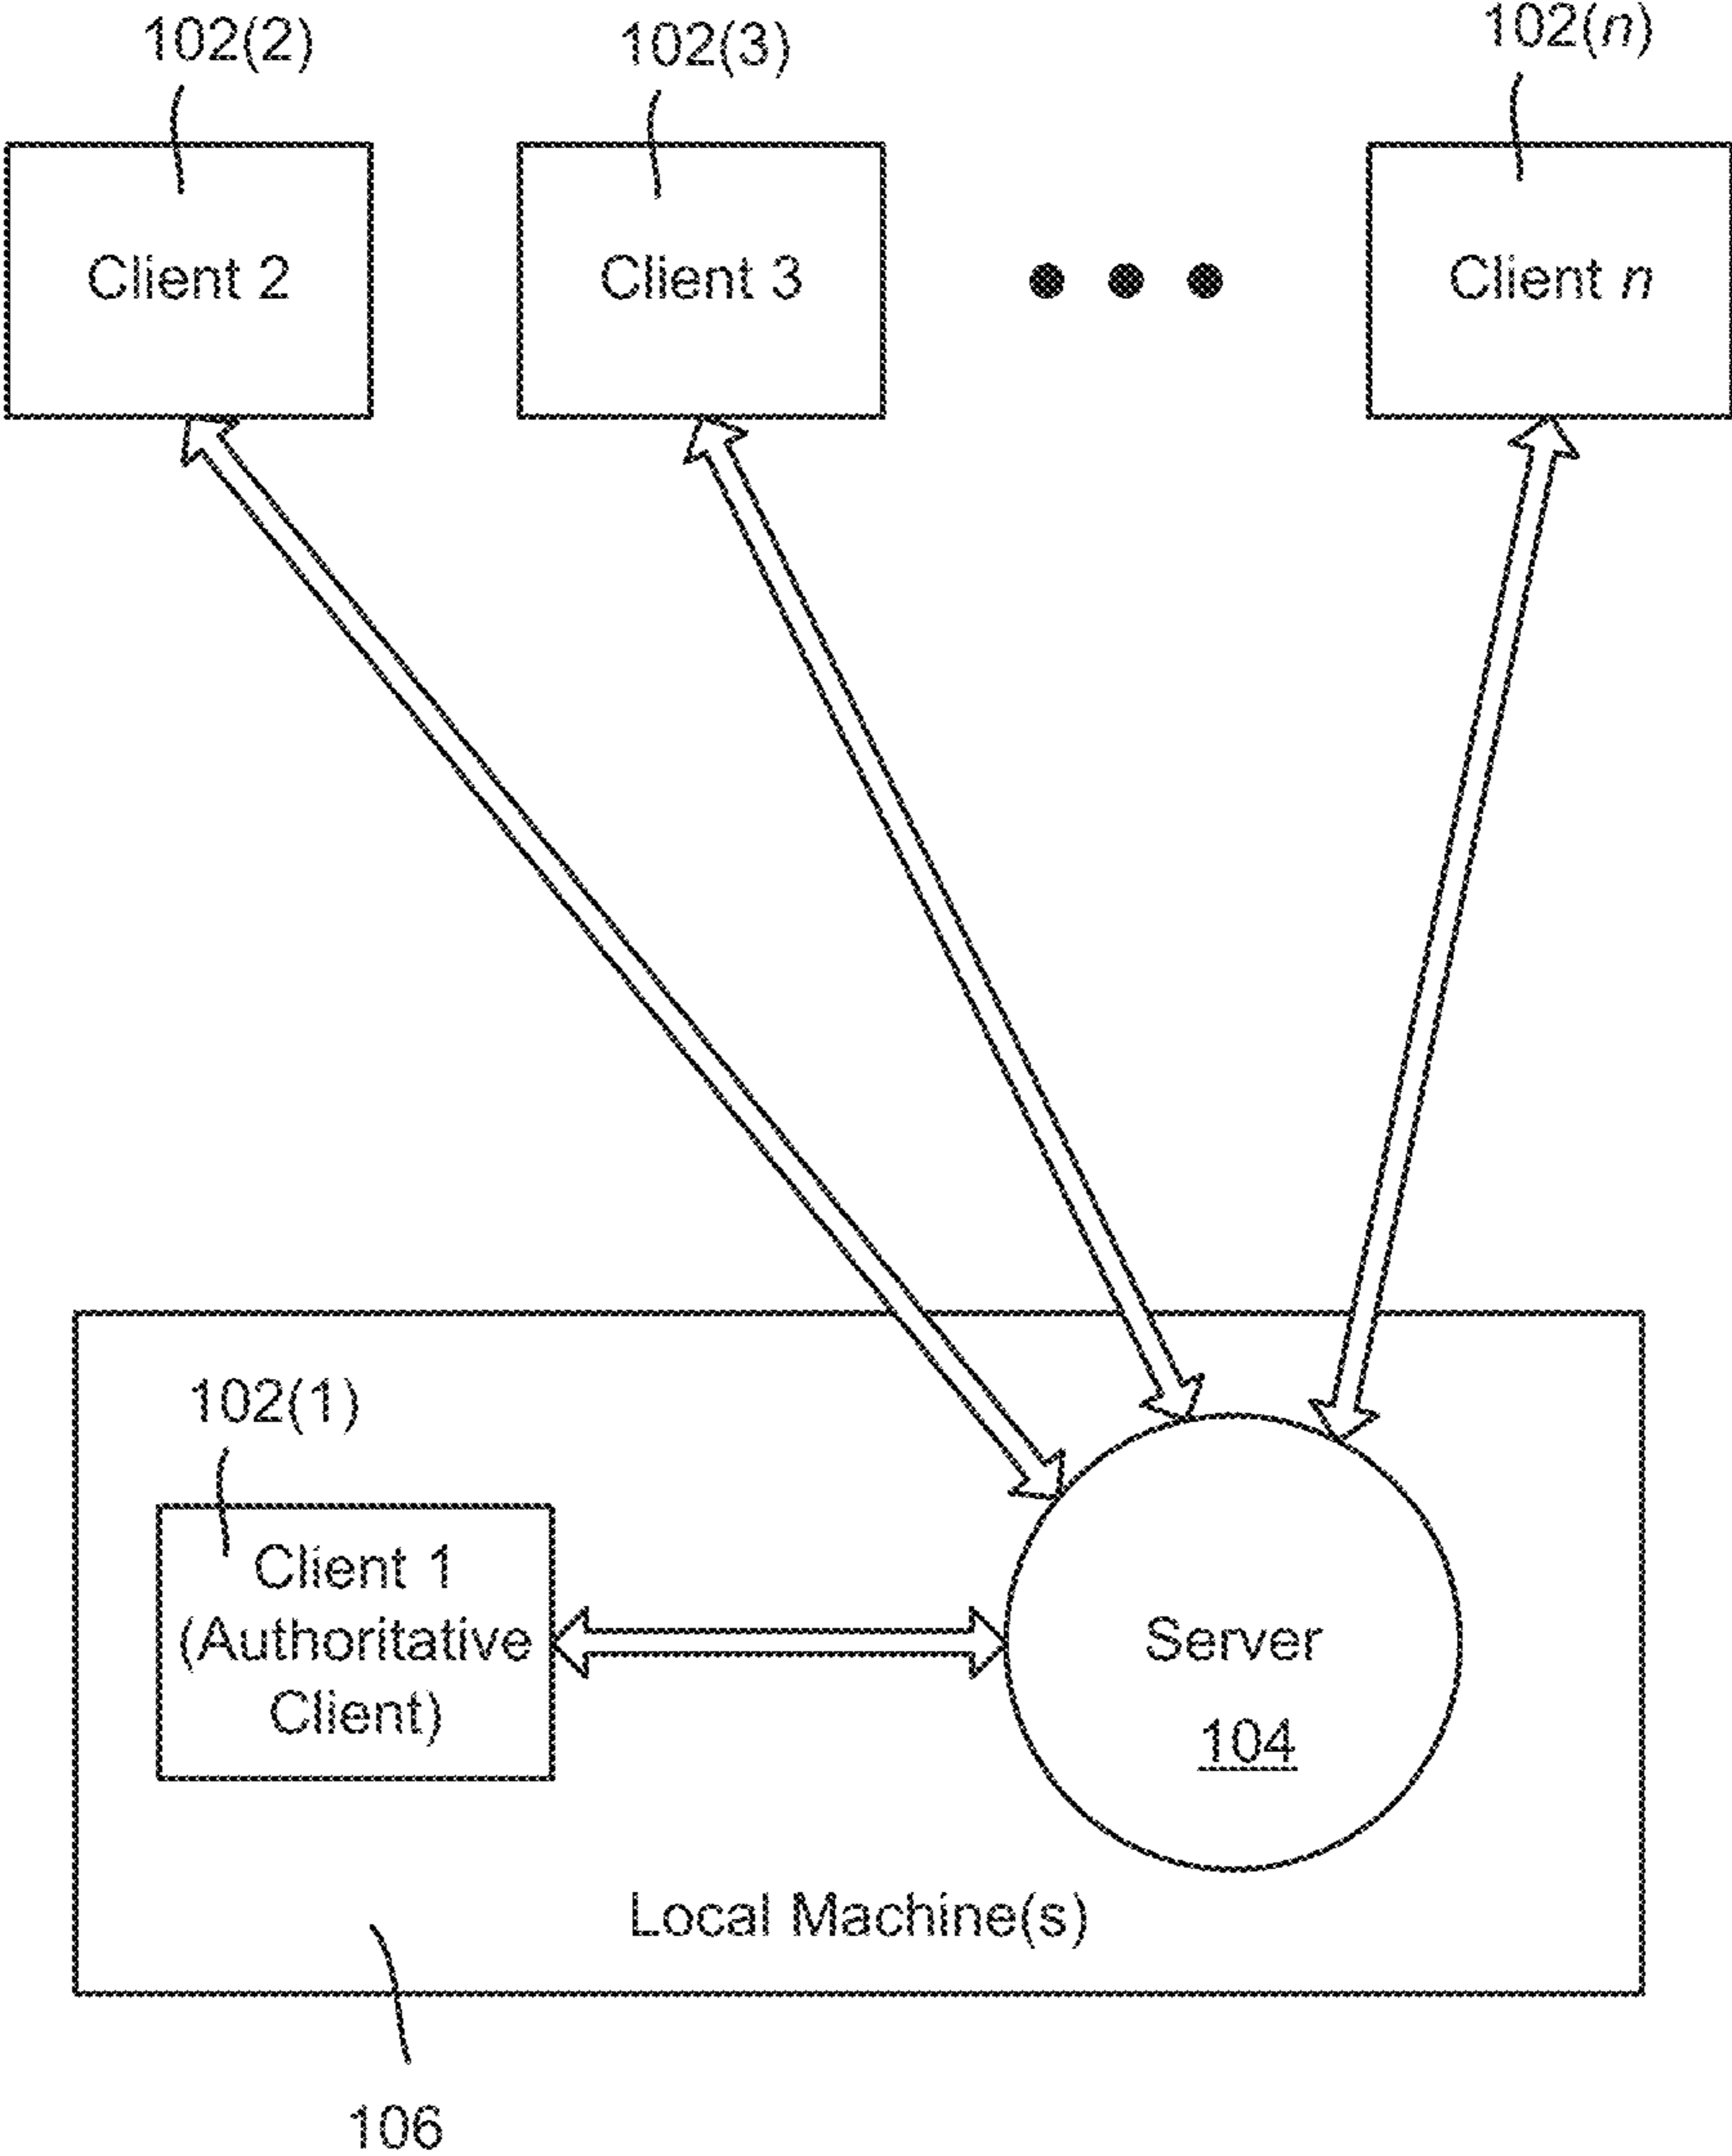 102(2)
102(3)
102(n)
Client 2
Client 3
Client n
102(1)
Client 1
(Authoritative
Client)
Server
104
Local Machine(s)
106